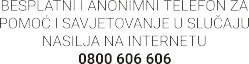 BESPLATNI I ANONIMNI TELEFON ZA
POMOĆ I SAVJETOVANJE U SLUČAJU
NASILJA NA INTERNETU
0800 606 606